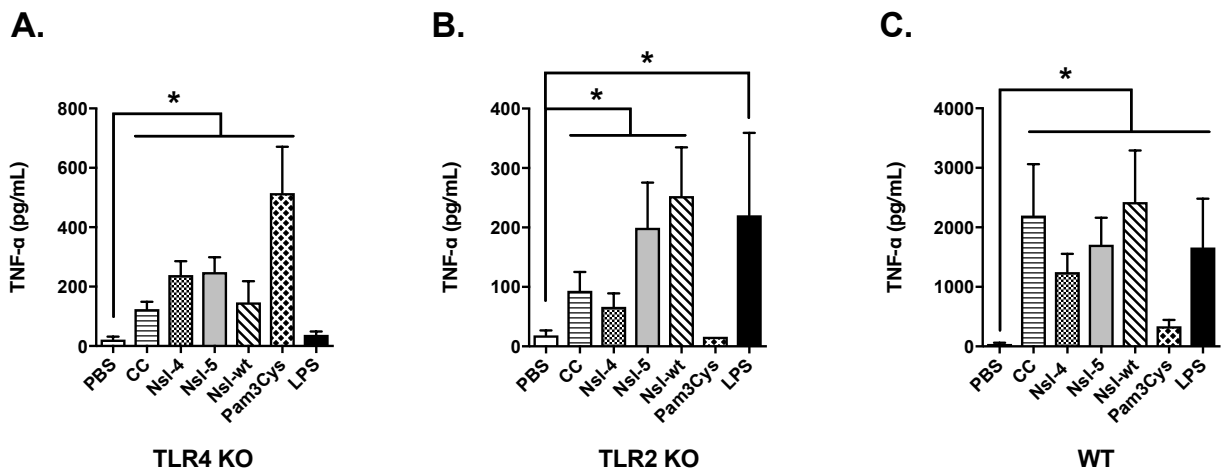 A.
*
TNF-α (pg/mL)
800
600
400
200
0
PBS
CC
Nsl-4
Nsl-5
Nsl-wt
Pam3Cys
LPS
TLR4 KO
B.
*
*
TNF-α (pg/mL)
400
300
200
100
0
PBS
CC
Nsl-4
Nsl-5
Nsl-wt
Pam3Cys
LPS
TLR2 KO
C.
*
TNF-α (pg/mL)
4000
3000
2000
1000
0
PBS
CC
Nsl-4
Nsl-5
Nsl-wt
Pam3Cys
LPS
WT